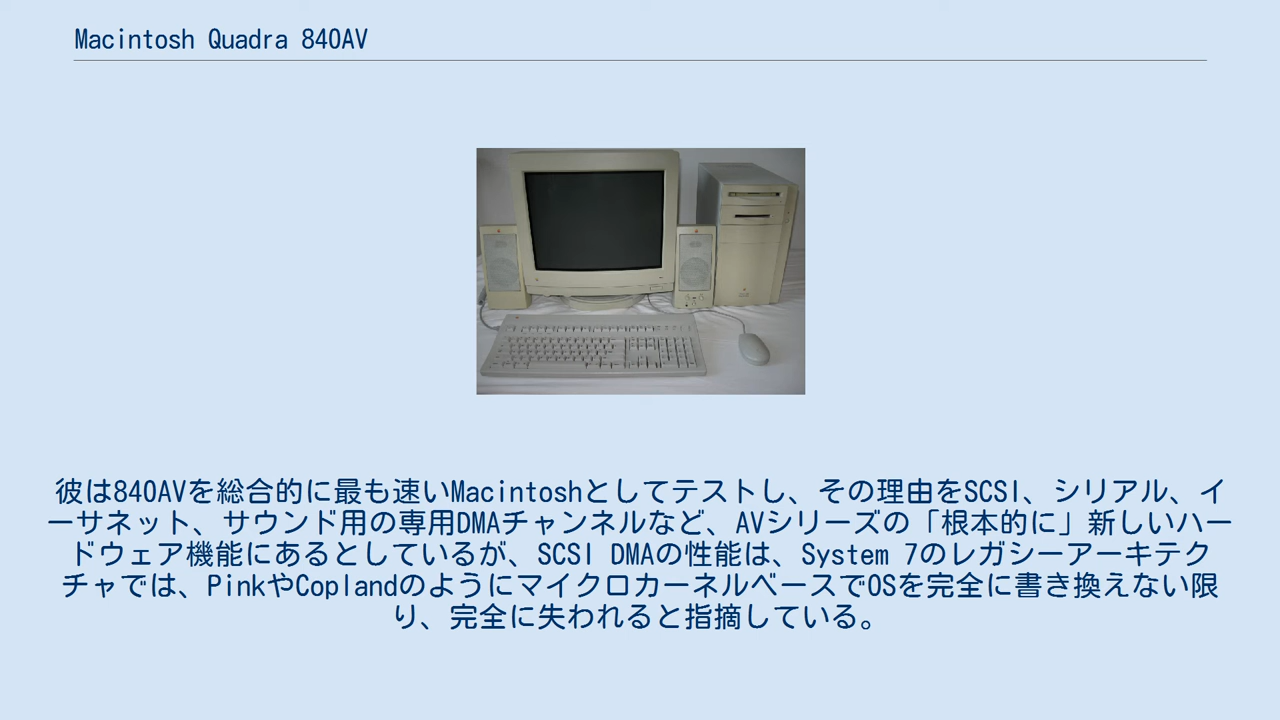 Macintosh Quadra 840AV
彼は840AVを総合的に最も速いMacintoshとしてテストし、その理由をSCSI、シリアル、イ
ーサネット、サウンド用の専用DMAチャンネルなど、AVシリーズの「根本的に」新しいハー
ドウェア機能にあるとしているが、SCSI DMAの性能は、System 7のレガシーアーキテク
チャでは、PinkやCoplandのようにマイクロカーネルベースでOSを完全に書き換えない限
り、完全に失われると指摘している。